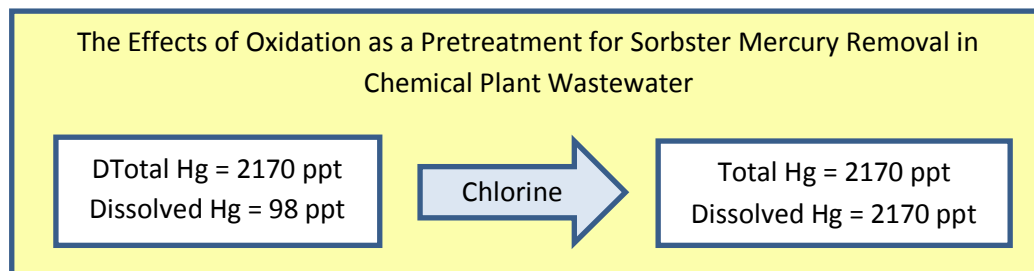 The Effects of Oxidation as a Pretreatment for Sorbster Mercury Removal in
Chemical Plant Wastewater
DTotal Hg = 2170 ppt
Dissolved Hg = 98 ppt
Chlorine
Total Hg = 2170 ppt
Dissolved Hg = 2170 ppt